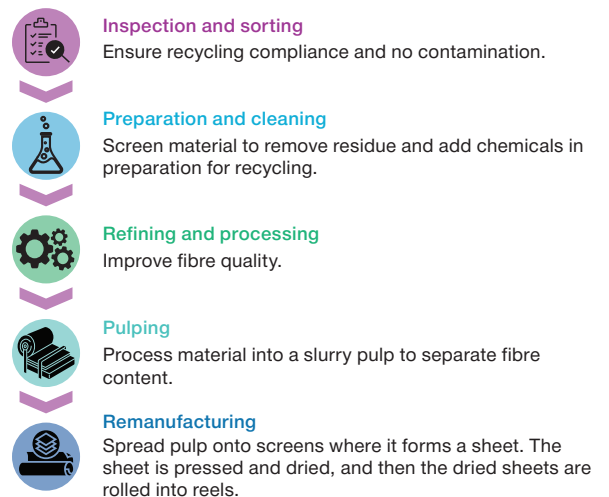 Inspection and sorting
Ensure recycling compliance and no contamination.
Preparation and cleaning
Screen material to remove residue and add chemicals in
preparation for recycling.
Refining and processing
Improve fibre quality.
Pulping
Process material into a slurry pulp to separate fibre
content.
Remanufacturing
Spread pulp onto screens where it forms a sheet. The
sheet is pressed and dried, and then the dried sheets are
rolled into reels.